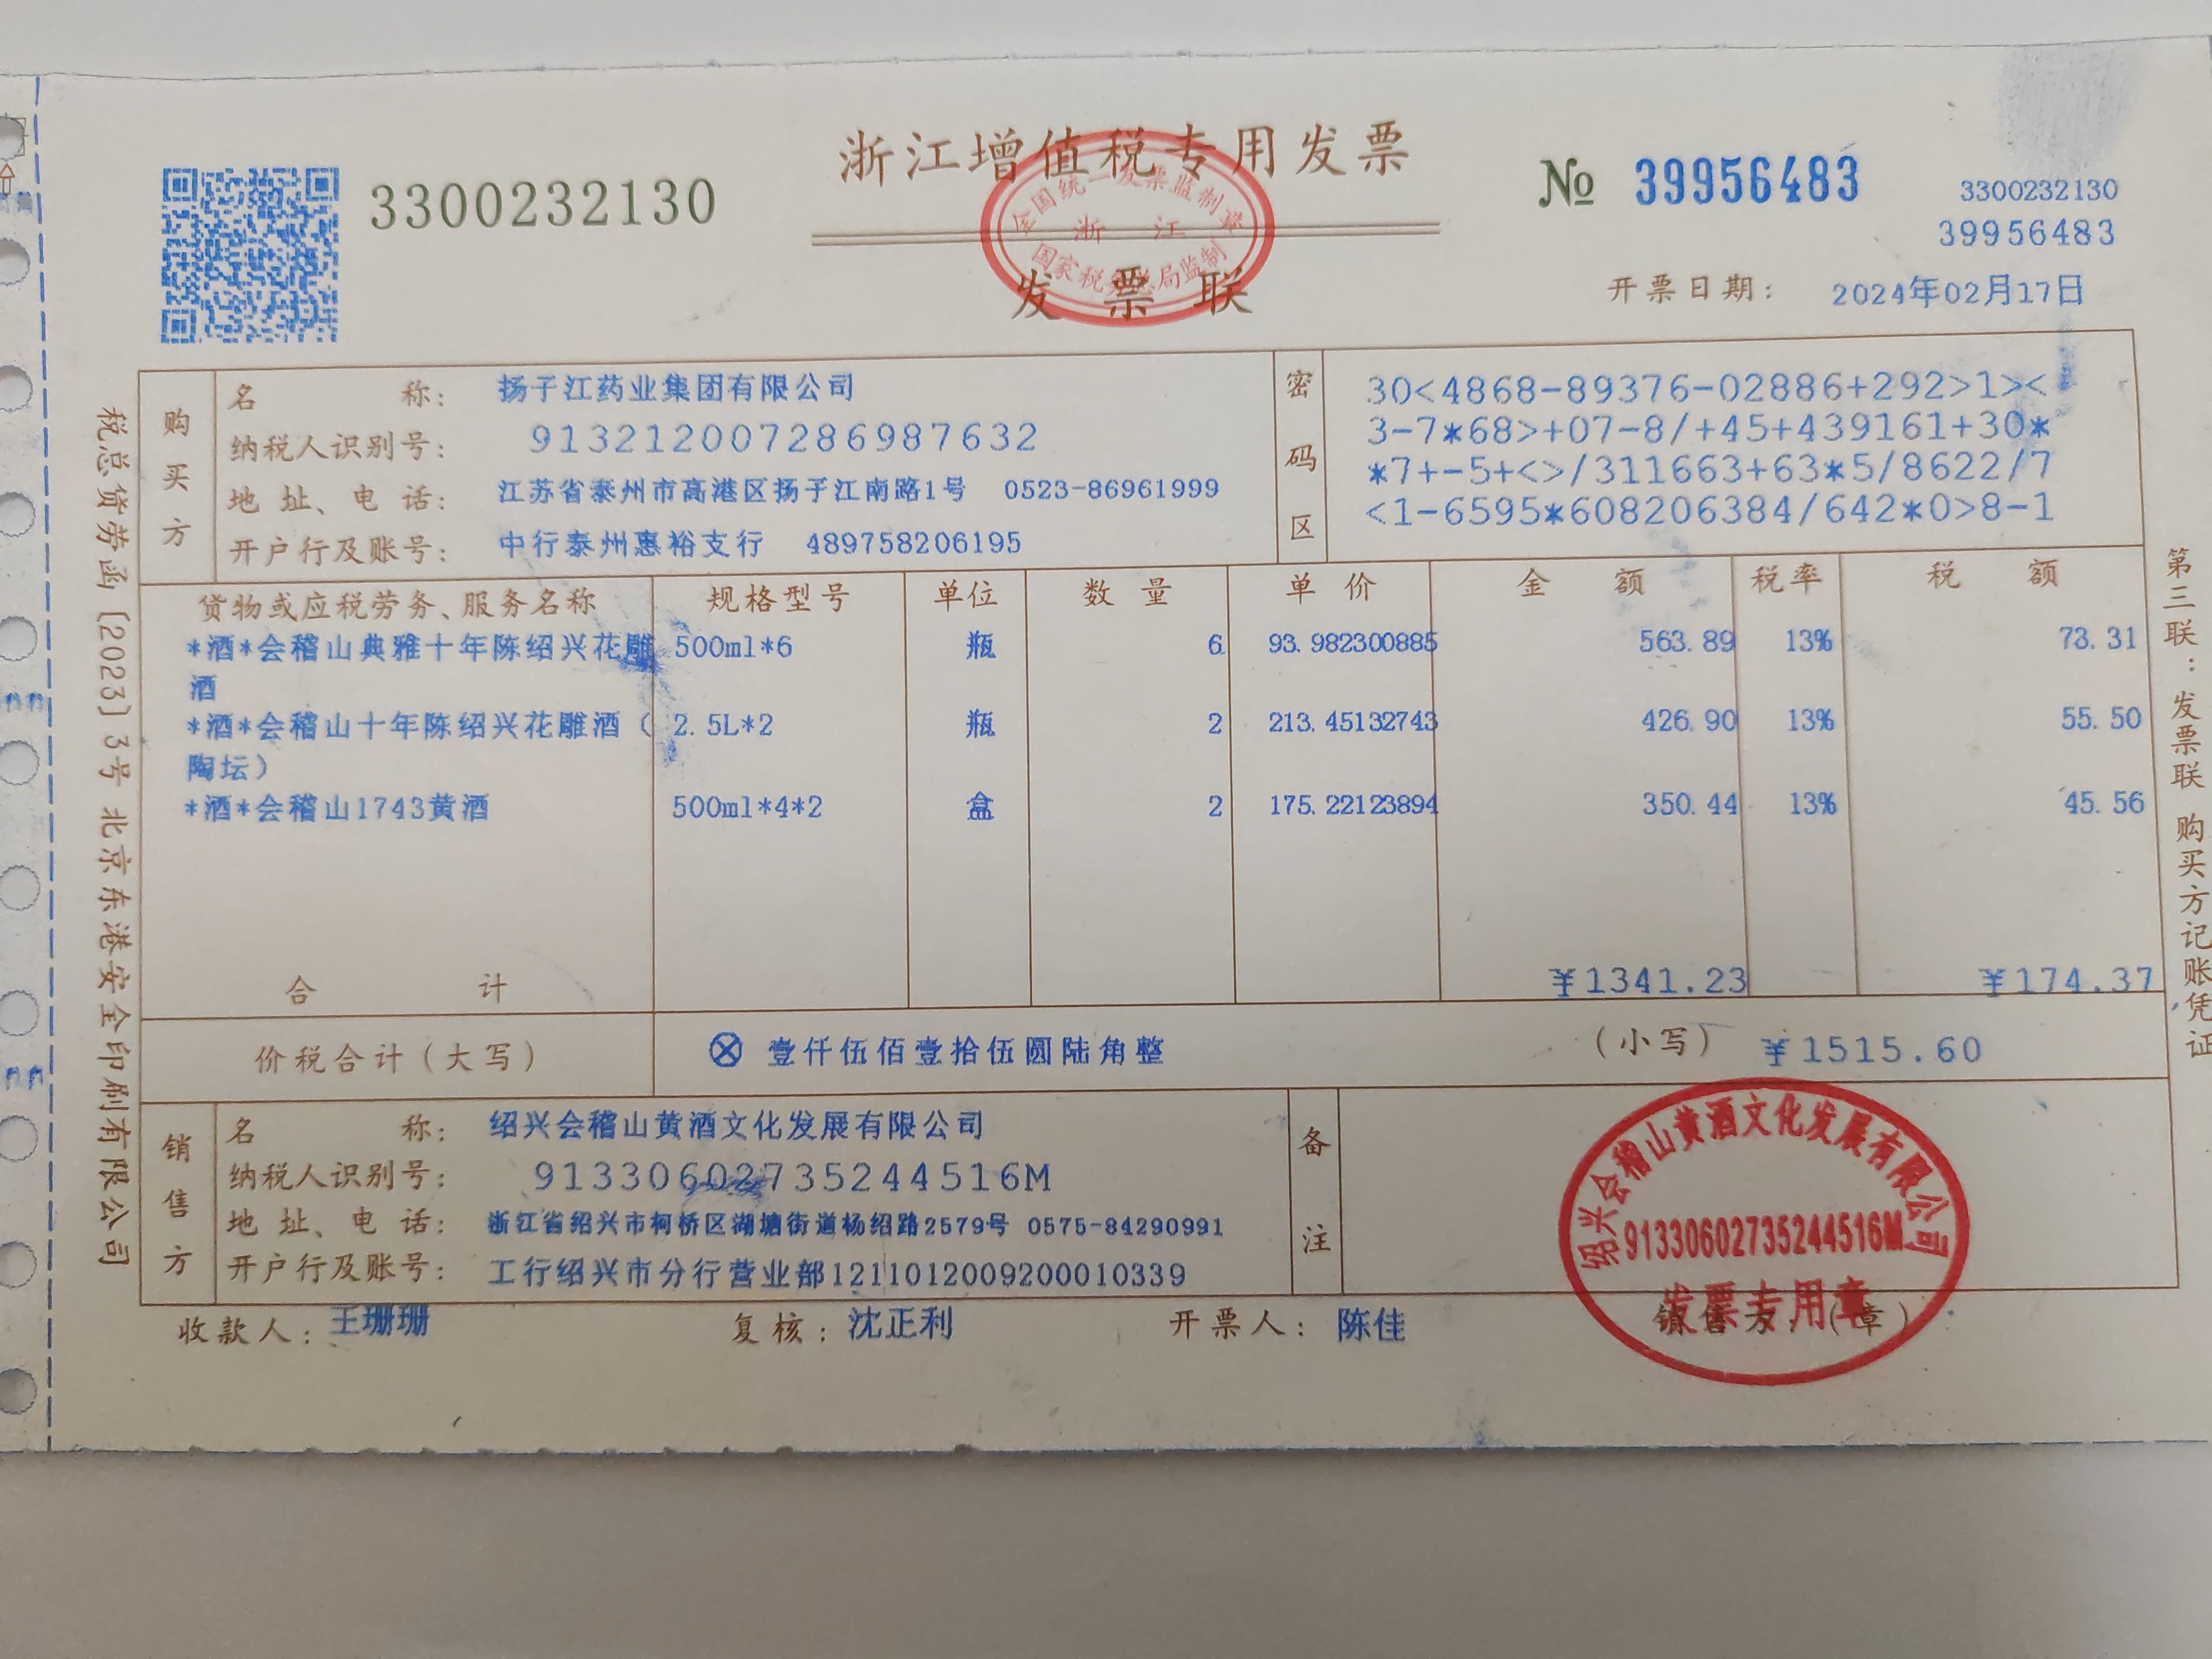 浙江增值税专用发票
3300232130
№ 39956483
3300232130
39956483
全国统一发票监制章
浙 江
国家税务总局监制
发 票 联
开票日期： 2024年02月17日
购买方
名 称： 扬子江药业集团有限公司
纳税人识别号： 913212007286987632
地 址、电 话： 江苏省泰州市高港区扬子江南路1号 0523-86961999
开户行及账号： 中行泰州惠裕支行 489758206195
密码区
30<4868-89376-02886+292>1><
3-7*68>+07-8/+45+439161+30*
*7+-5+<>/311663+63*5/8622/7
<1-6595*608206384/642*0>8-1
货物或应税劳务、服务名称 规格型号 单位 数 量 单 价 金 额 税率 税 额
*酒*会稽山典雅十年陈绍兴花雕 500ml*6 瓶 6 93.982300885 563.89 13% 73.31
酒
*酒*会稽山十年陈绍兴花雕酒（ 2.5L*2 瓶 2 213.45132743 426.90 13% 55.50
陶坛）
*酒*会稽山1743黄酒 500ml*4*2 盒 2 175.22123894 350.44 13% 45.56
合 计 ¥1341.23 ¥174.37
价税合计（大写） ⊗ 壹仟伍佰壹拾伍圆陆角整 （小写） ¥1515.60
销售方
名 称： 绍兴会稽山黄酒文化发展有限公司
纳税人识别号： 91330602735244516M
地 址、电 话： 浙江省绍兴市柯桥区湖塘街道杨绍路2579号 0575-84290991
开户行及账号： 工行绍兴市分行营业部1211012009200010339
备注
绍兴会稽山黄酒文化发展有限公司
91330602735244516M
发票专用章
收款人： 王珊珊 复核： 沈正利 开票人： 陈佳 销售方：（章）
税总货劳函〔2023〕3号 北京东港安全印刷有限公司
第三联：发票联 购买方记账凭证